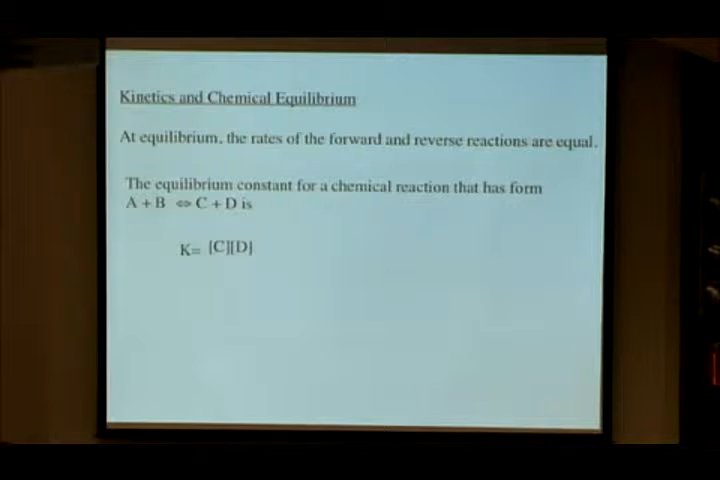 Kinetics and Chemical Equilibrium
At equilibrium, the rates of the forward and reverse reactions are equal.
The equilibrium constant for a chemical reaction that has form
A + B ⇔ C + D is
K= [C][D]